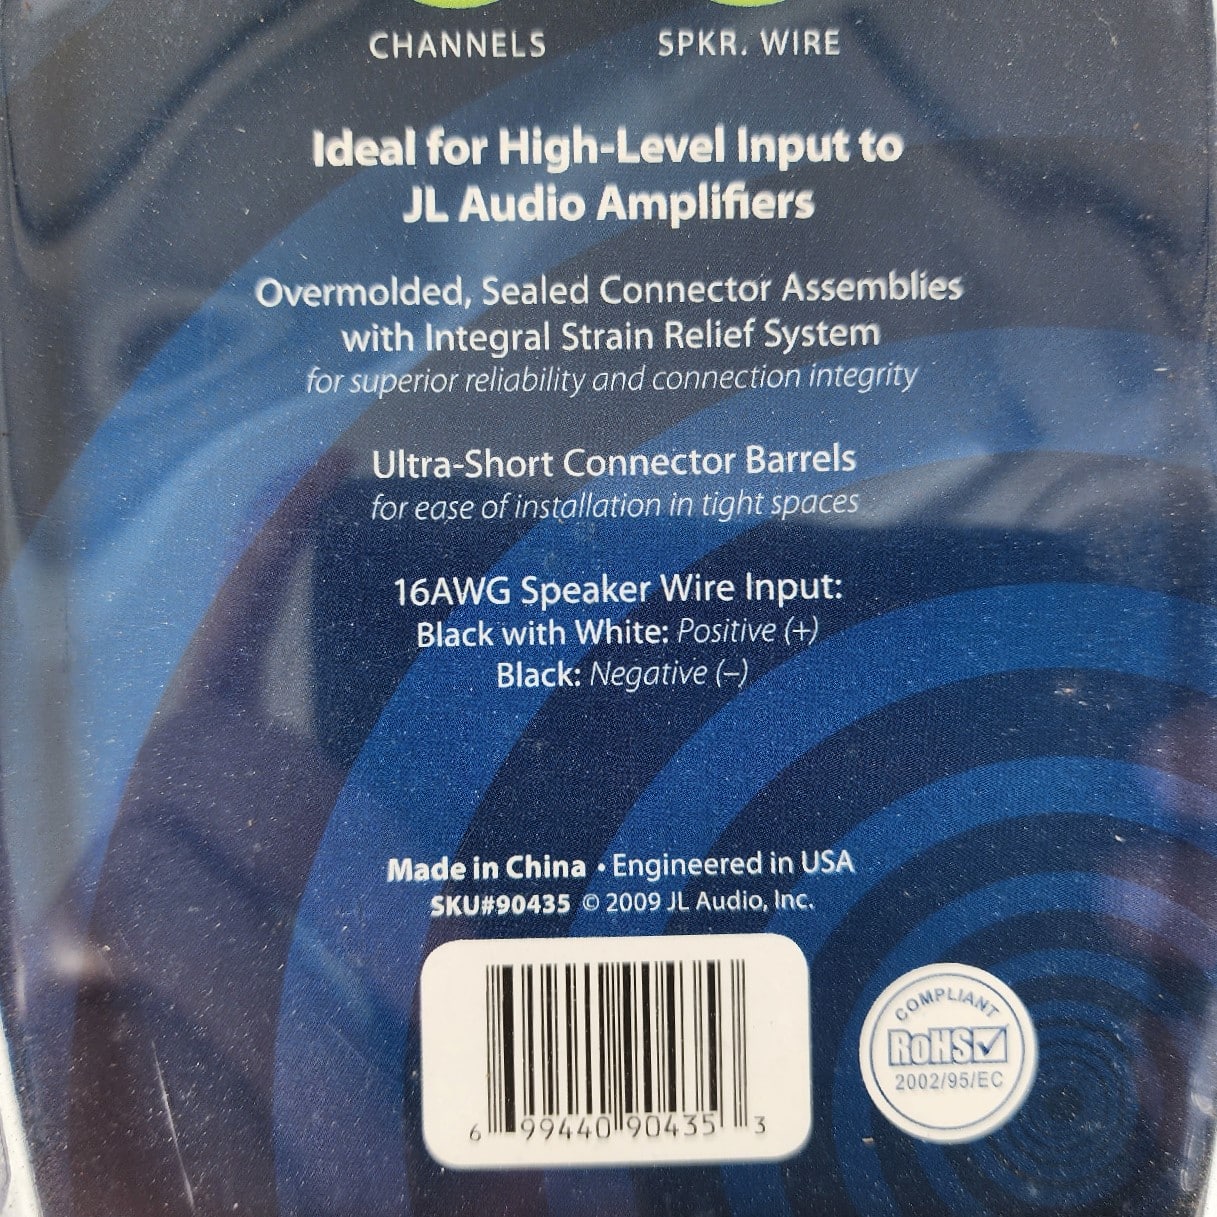 CHANNELS SPKR. WIRE
Ideal for High-Level Input to
JL Audio Amplifiers
Overmolded, Sealed Connector Assemblies
with Integral Strain Relief System
for superior reliability and connection integrity
Ultra-Short Connector Barrels
for ease of installation in tight spaces
16AWG Speaker Wire Input:
Black with White: Positive (+)
Black: Negative (–)
Made in China • Engineered in USA
SKU#90435 © 2009 JL Audio, Inc.
6 99440 90435 3
COMPLIANT
RoHS
2002/95/EC